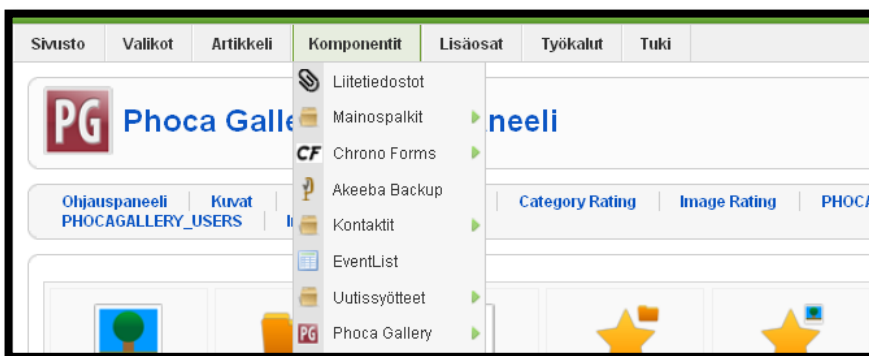 Sivusto Valikot Artikkeli Komponentit Lisäosat Työkalut Tuki
Liitetiedostot
PG Phoca Galle neeli
Mainospalkit
CF Chrono Forms
Akeeba Backup
Ohjauspaneeli Kuvat Category Rating Image Rating PHOCA
PHOCAGALLERY_USERS
Kontaktit
EventList
Uutissyötteet
PG Phoca Gallery